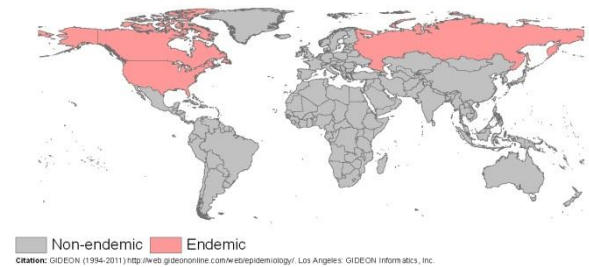 Non-endemic Endemic
Citation: GIDEON (1994-2011) http://web.gideononline.com/web/epidemiology/. Los Angeles: GIDEON Informatics, Inc.